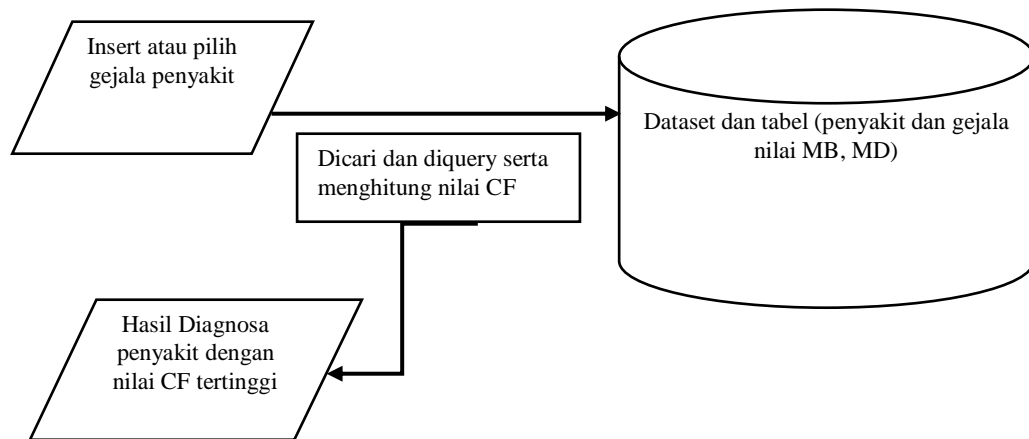 Insert atau pilih
gejala penyakit
Dataset dan tabel (penyakit dan gejala
nilai MB, MD)
Dicari dan diquery serta
menghitung nilai CF
Hasil Diagnosa
penyakit dengan
nilai CF tertinggi